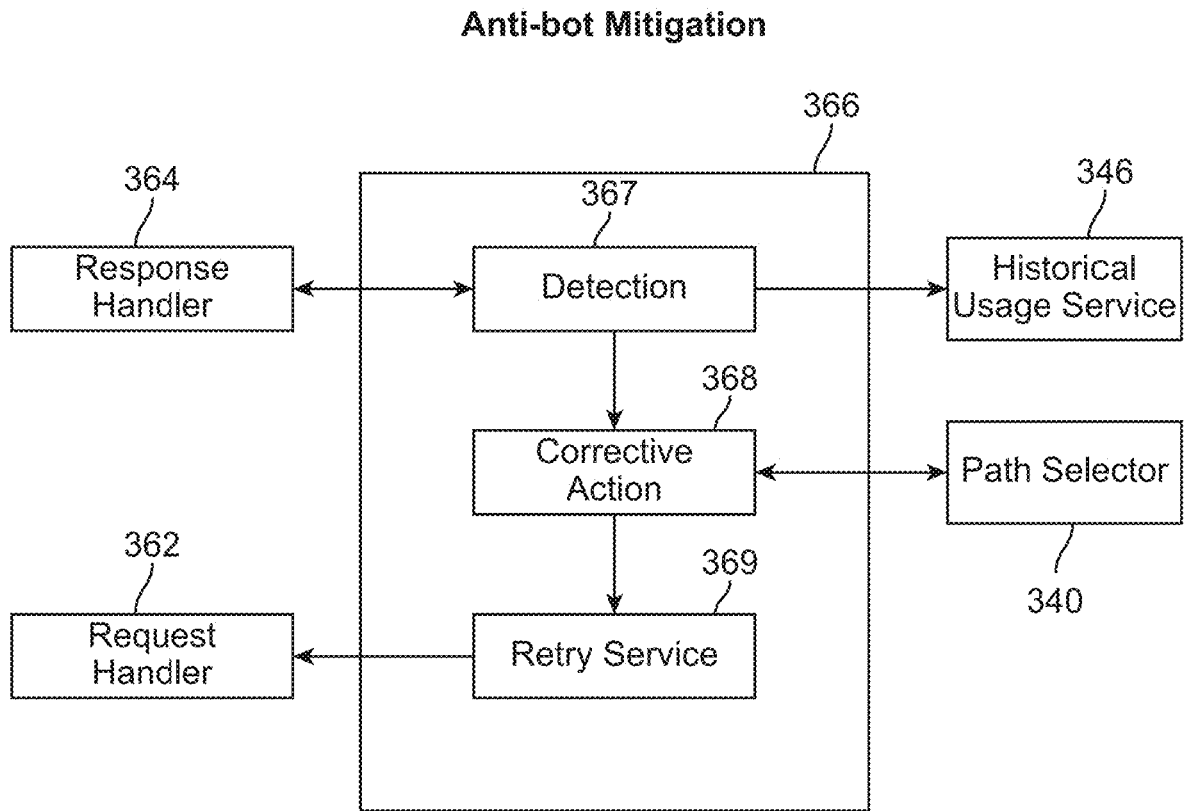 Anti-bot Mitigation
366
364
367
346
Response
Handler
Detection
Historical
Usage Service
368
Corrective
Action
Path Selector
362
369
340
Request
Handler
Retry Service